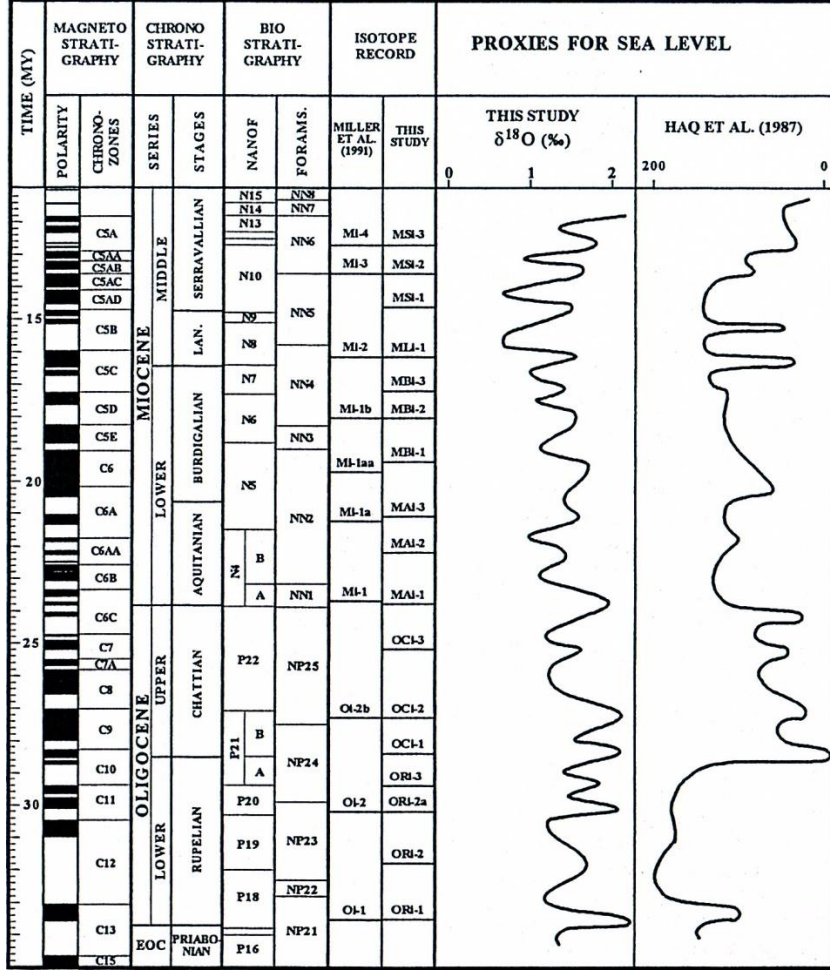 TIME (MY)
MAGNETO
STRATI-
GRAPHY
CHRONO
STRATI-
GRAPHY
BIO
STRATI-
GRAPHY
ISOTOPE
RECORD
PROXIES FOR SEA LEVEL
POLARITY
CHRONO-
ZONES
SERIES
STAGES
NANOF
FORAMS.
MILLER
ET AL.
(1991)
THIS
STUDY
THIS STUDY
δ18O (‰)
0 1 2
HAQ ET AL. (1987)
200 0
15
20
25
30
C5A
C5AA
C5AB
C5AC
C5AD
C5B
C5C
C5D
C5E
C6
C6A
C6AA
C6B
C6C
C7
C7A
C8
C9
C10
C11
C12
C13
C15
MIOCENE
OLIGOCENE
EOC
MIDDLE
LOWER
UPPER
LOWER
SERRAVALLIAN
LAN.
BURDIGALIAN
AQUITANIAN
CHATTIAN
RUPELIAN
PRIABO-
NIAN
N15
N14
N13
N10
N9
N8
N7
N6
N5
N4
B
A
P22
P21
B
A
P20
P19
P18
P16
NN8
NN7
NN6
NN5
NN4
NN3
NN2
NN1
NP25
NP24
NP23
NP22
NP21
MI-4
MI-3
MI-2
MI-1b
MI-1aa
MI-1a
MI-1
OI-2b
OI-2
OI-1
MSI-3
MSI-2
MSI-1
MLI-1
MBI-3
MBI-2
MBI-1
MAI-3
MAI-2
MAI-1
OCI-3
OCI-2
OCI-1
ORI-3
ORI-2a
ORI-2
ORI-1